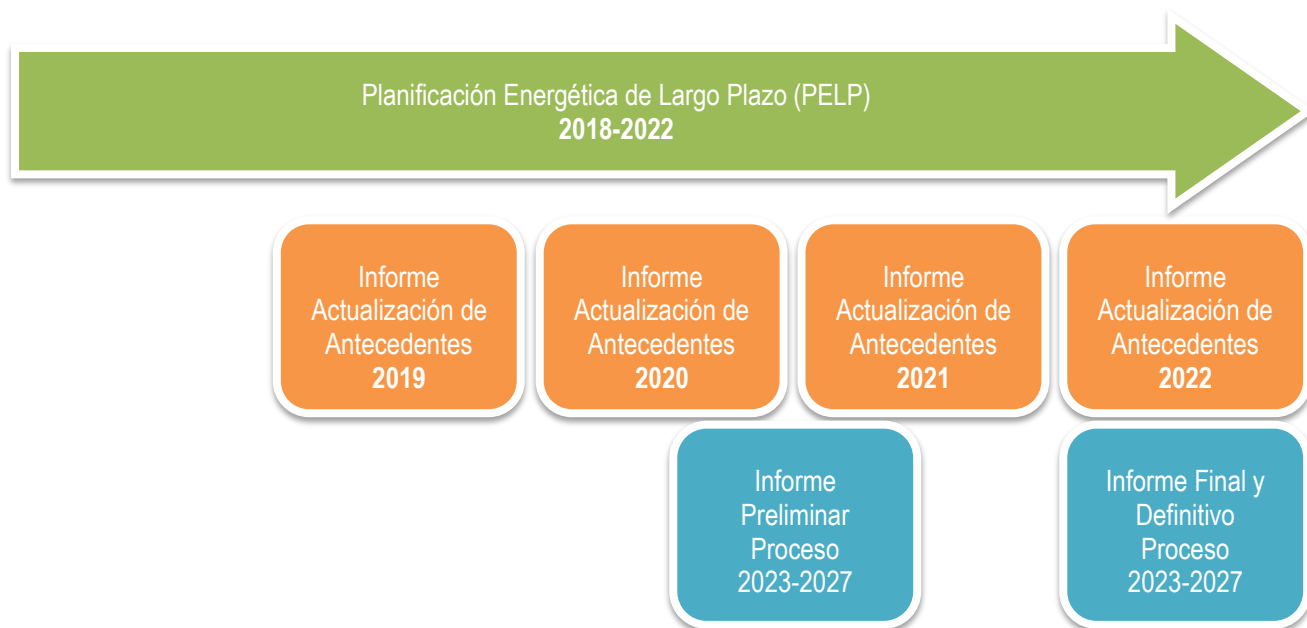 Planificación Energética de Largo Plazo (PELP)
2018-2022
Informe
Actualización de
Antecedentes
2019
Informe
Actualización de
Antecedentes
2020
Informe
Actualización de
Antecedentes
2021
Informe
Actualización de
Antecedentes
2022
Informe
Preliminar
Proceso
2023-2027
Informe Final y
Definitivo
Proceso
2023-2027